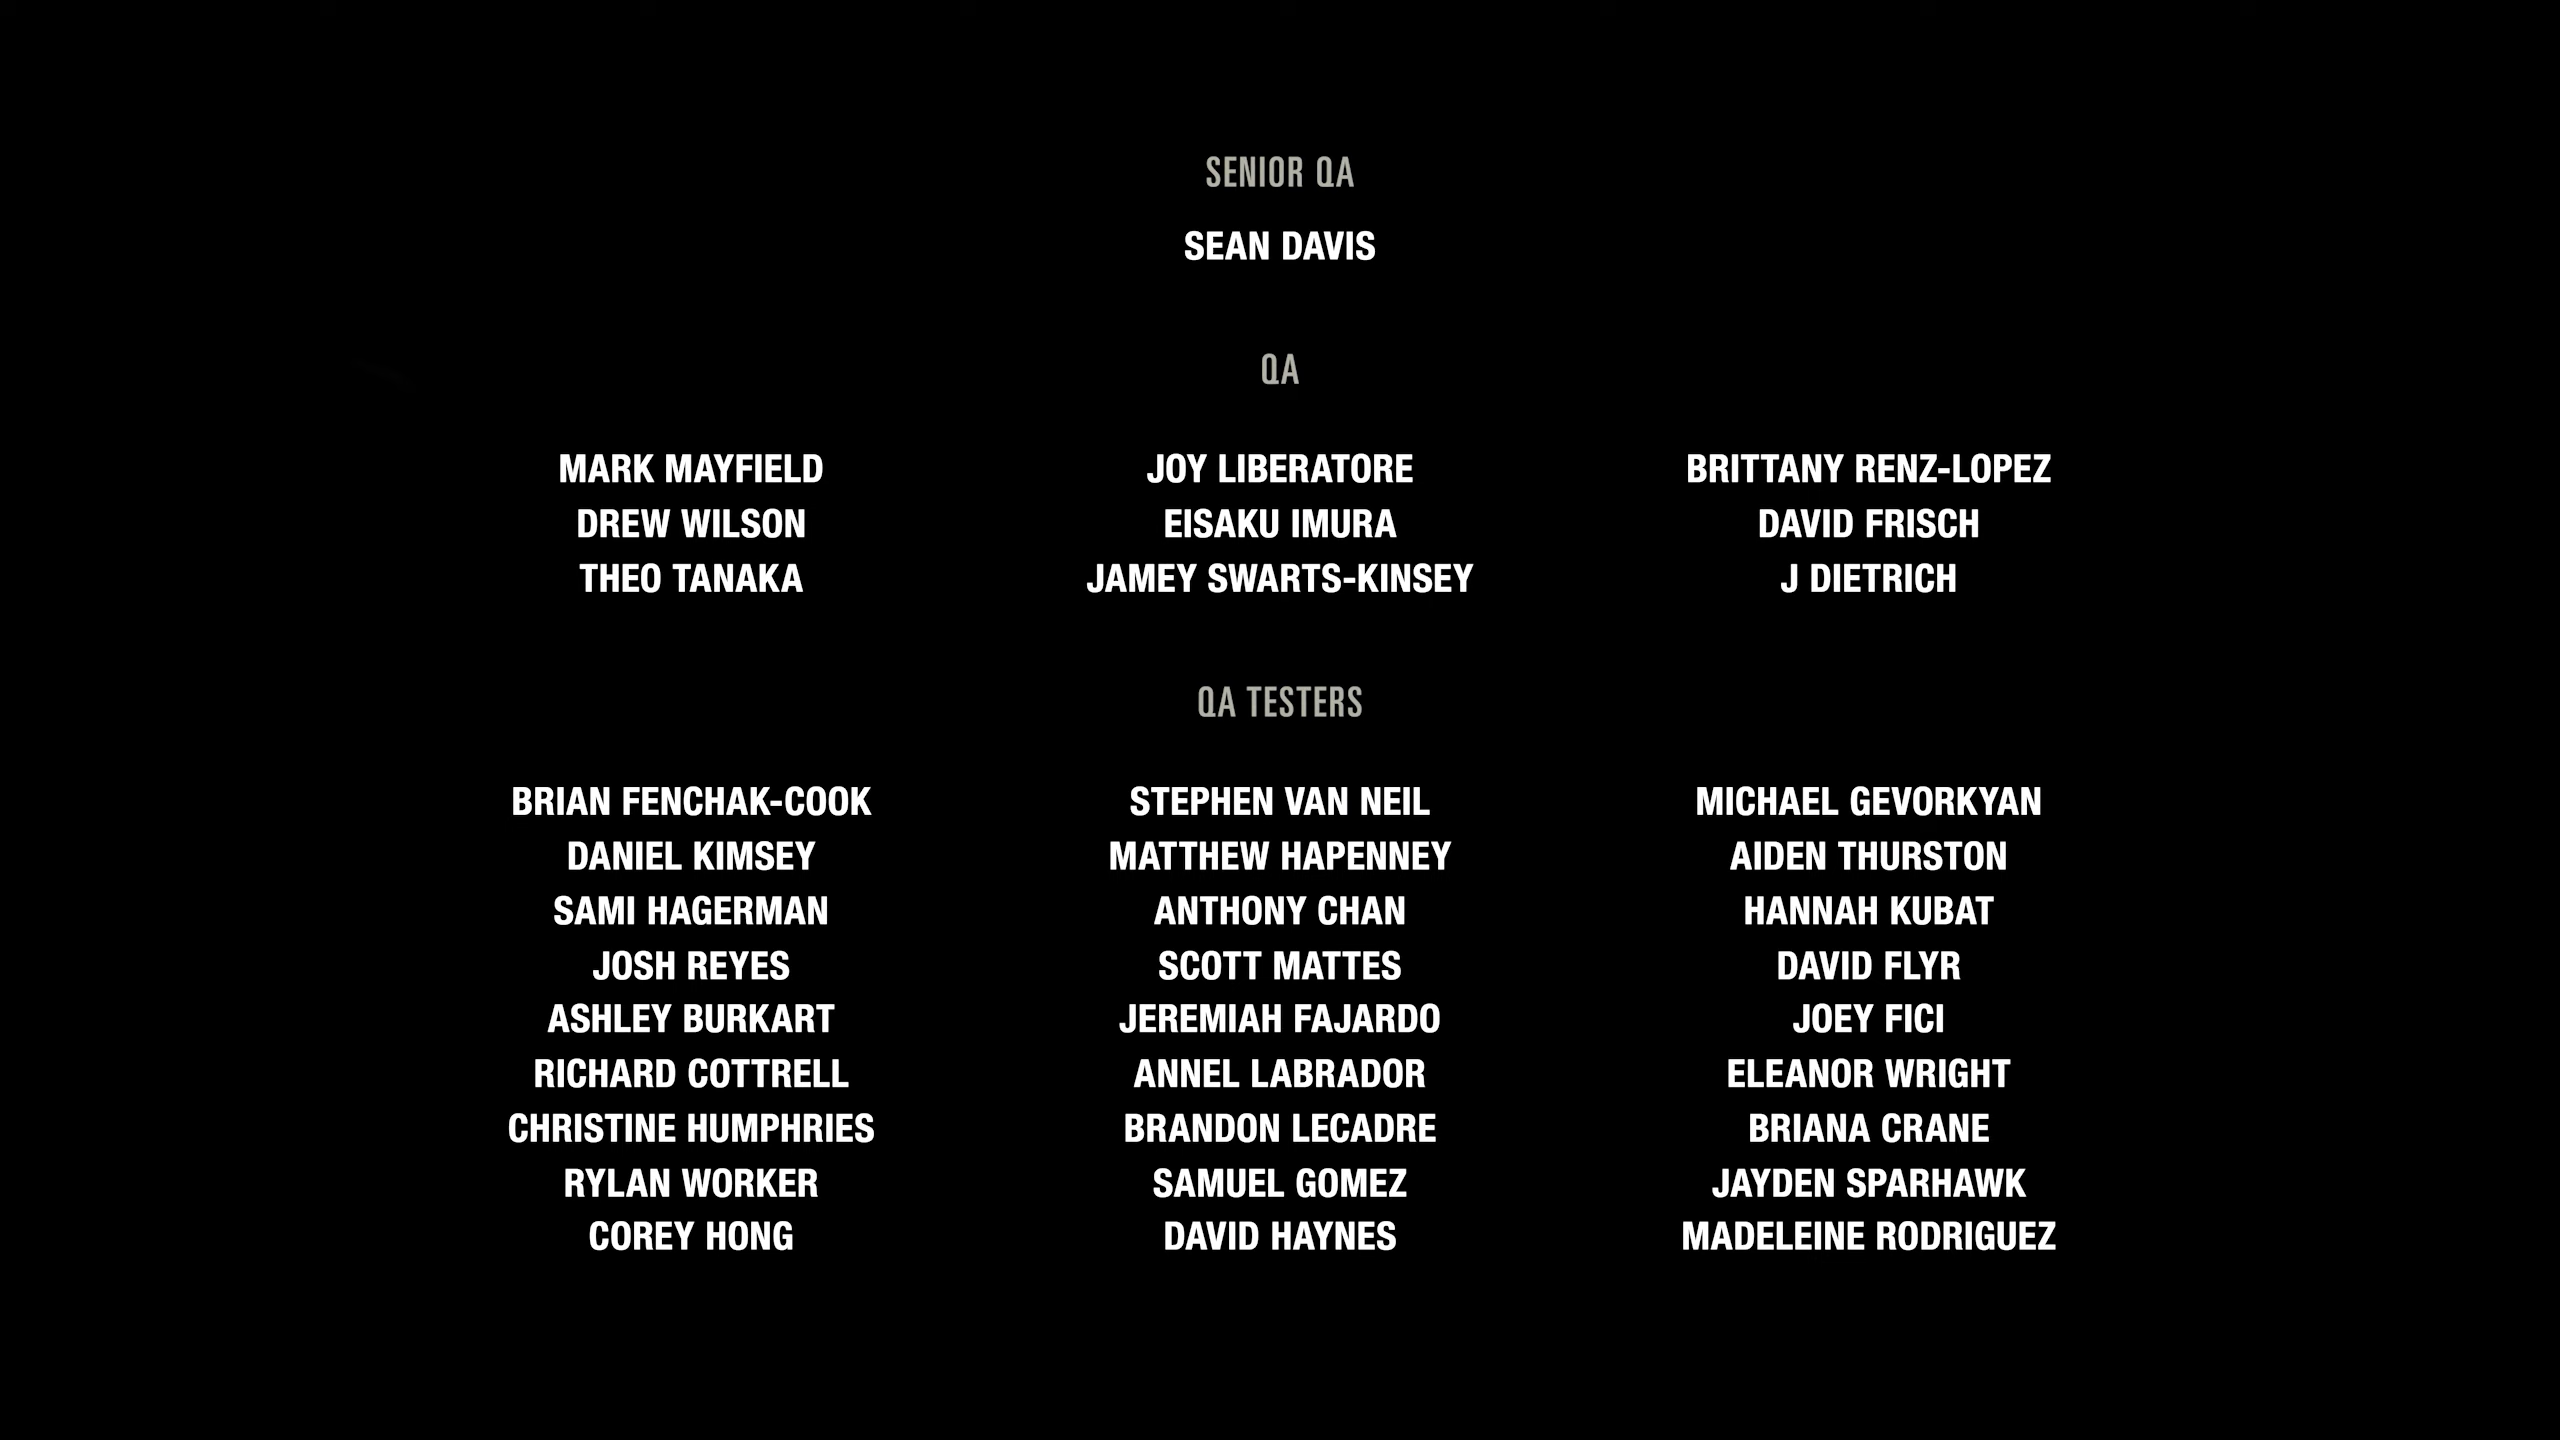 SENIOR QA
SEAN DAVIS
QA
MARK MAYFIELD JOY LIBERATORE BRITTANY RENZ-LOPEZ
DREW WILSON EISAKU IMURA DAVID FRISCH
THEO TANAKA JAMEY SWARTS-KINSEY J DIETRICH
QA TESTERS
BRIAN FENCHAK-COOK STEPHEN VAN NEIL MICHAEL GEVORKYAN
DANIEL KIMSEY MATTHEW HAPENNEY AIDEN THURSTON
SAMI HAGERMAN ANTHONY CHAN HANNAH KUBAT
JOSH REYES SCOTT MATTES DAVID FLYR
ASHLEY BURKART JEREMIAH FAJARDO JOEY FICI
RICHARD COTTRELL ANNEL LABRADOR ELEANOR WRIGHT
CHRISTINE HUMPHRIES BRANDON LECADRE BRIANA CRANE
RYLAN WORKER SAMUEL GOMEZ JAYDEN SPARHAWK
COREY HONG DAVID HAYNES MADELEINE RODRIGUEZ